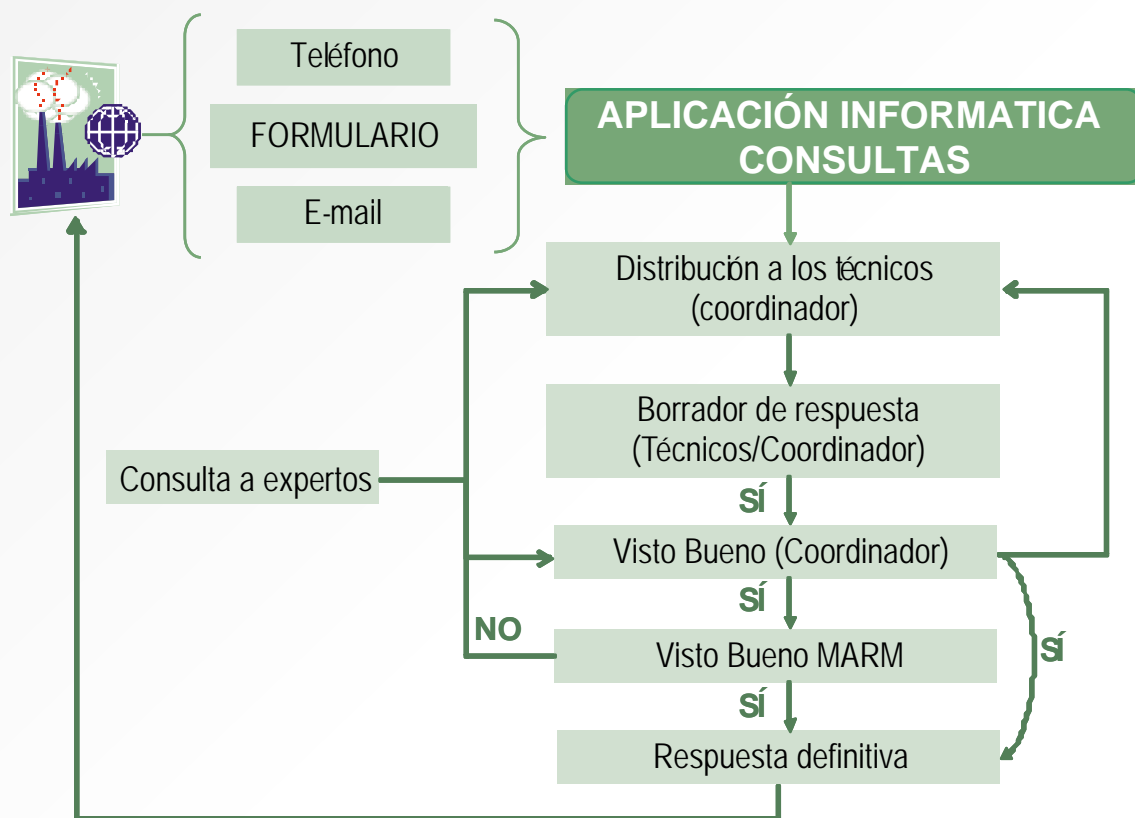 Teléfono
FORMULARIO
E-mail
APLICACIÓN INFORMATICA
CONSULTAS
Distribución a los técnicos
(coordinador)
Borrador de respuesta
(Técnicos/Coordinador)
Consulta a expertos
SÍ
Visto Bueno (Coordinador)
SÍ
NO
Visto Bueno MARM
SÍ
SÍ
Respuesta definitiva